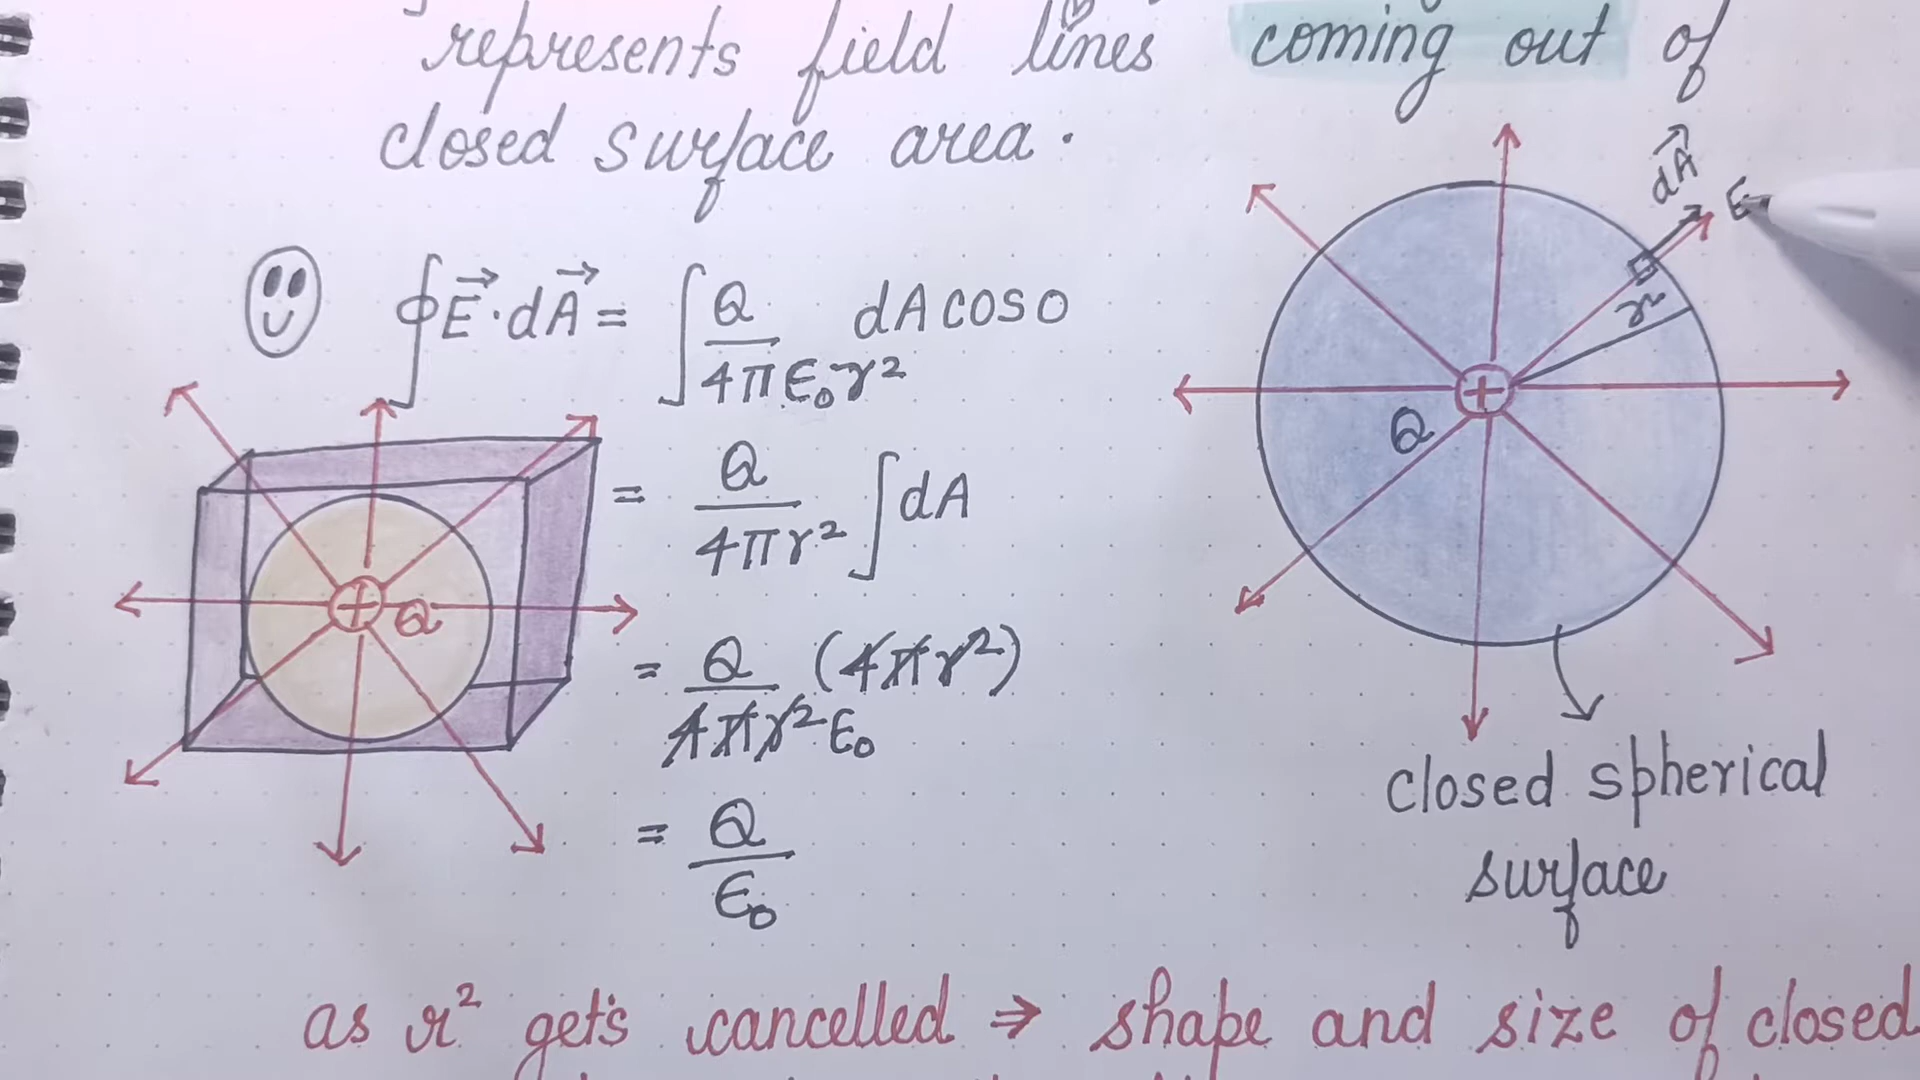 represents field lines coming out of
closed surface area.
∮E⃗·dA⃗ = ∫ Q/4πϵ₀r² dA cos0
= Q/4πr² ∫dA
= Q/4πr²ϵ₀ (4πr²)
= Q/ϵ₀
Q
dA⃗
E
r
Q
closed spherical
surface
as r² gets cancelled ⇒ shape and size of closed